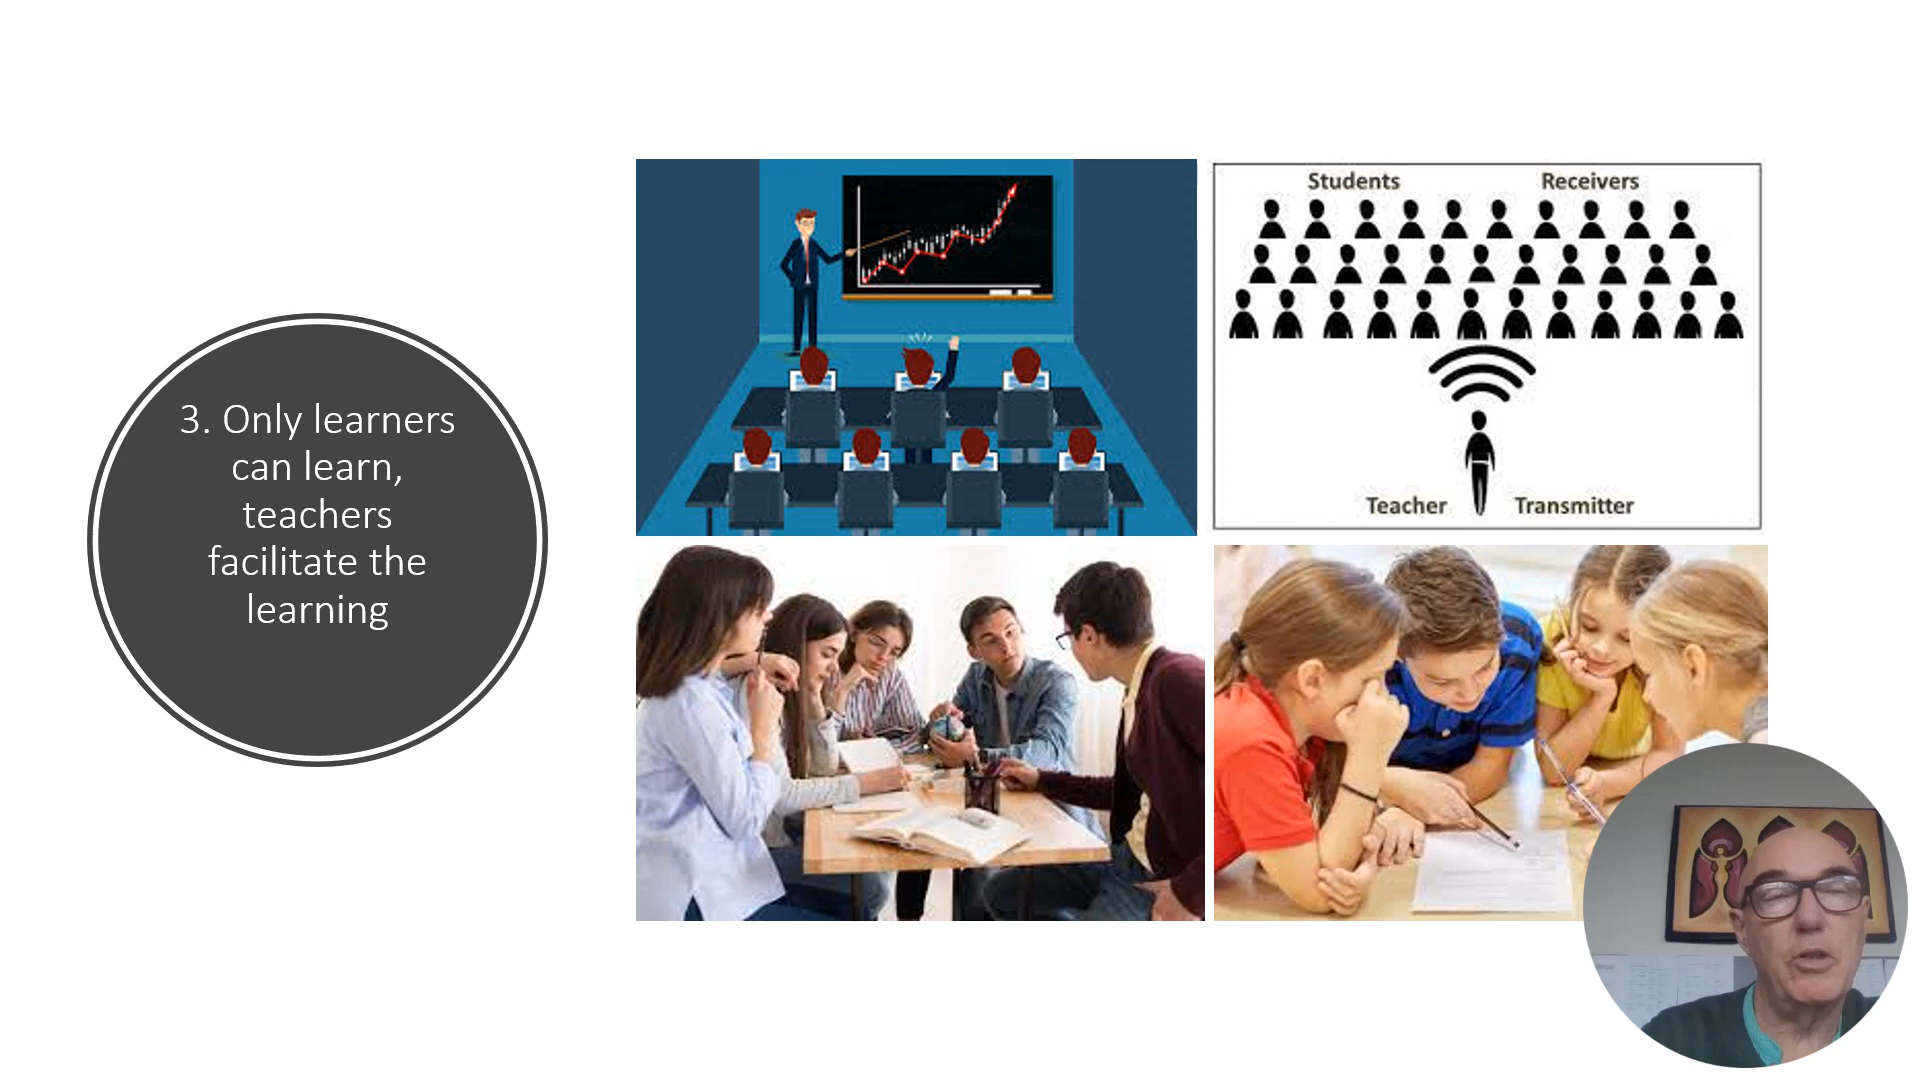 3. Only learners
can learn,
teachers
facilitate the
learning
Students Receivers
Teacher Transmitter